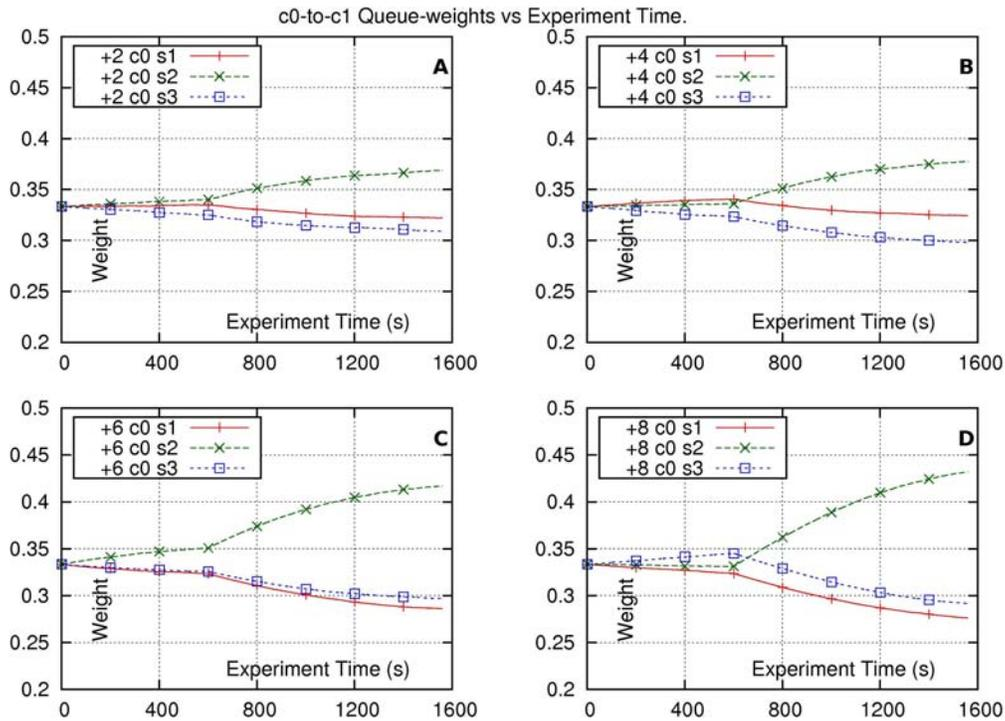 c0-to-c1 Queue-weights vs Experiment Time.
0.5
0.45
0.4
0.35
0.3
0.25
0.2
+2 c0 s1
+2 c0 s2
+2 c0 s3
A
Weight
Experiment Time (s)
0 400 800 1200 1600
0.5
0.45
0.4
0.35
0.3
0.25
0.2
+4 c0 s1
+4 c0 s2
+4 c0 s3
B
Weight
Experiment Time (s)
0 400 800 1200 1600
0.5
0.45
0.4
0.35
0.3
0.25
0.2
+6 c0 s1
+6 c0 s2
+6 c0 s3
C
Weight
Experiment Time (s)
0 400 800 1200 1600
0.5
0.45
0.4
0.35
0.3
0.25
0.2
+8 c0 s1
+8 c0 s2
+8 c0 s3
D
Weight
Experiment Time (s)
0 400 800 1200 1600